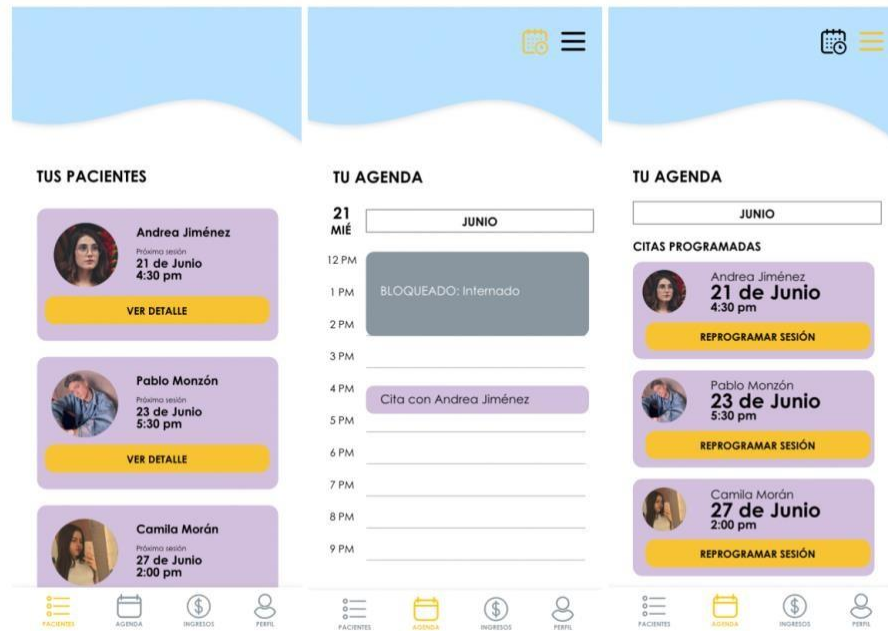 TUS PACIENTES
Andrea Jiménez
Próxima sesión
21 de Junio
4:30 pm
VER DETALLE
Pablo Monzón
Próxima sesión
23 de Junio
5:30 pm
VER DETALLE
Camila Morán
Próxima sesión
27 de Junio
2:00 pm
PACIENTES
AGENDA
INGRESOS
PERFIL
TU AGENDA
21
MIÉ
JUNIO
12 PM
1 PM
BLOQUEADO: Internado
2 PM
3 PM
4 PM
Cita con Andrea Jiménez
5 PM
6 PM
7 PM
8 PM
9 PM
PACIENTES
AGENDA
INGRESOS
PERFIL
TU AGENDA
JUNIO
CITAS PROGRAMADAS
Andrea Jiménez
21 de Junio
4:30 pm
REPROGRAMAR SESIÓN
Pablo Monzón
23 de Junio
5:30 pm
REPROGRAMAR SESIÓN
Camila Morán
27 de Junio
2:00 pm
REPROGRAMAR SESIÓN
PACIENTES
AGENDA
INGRESOS
PERFIL